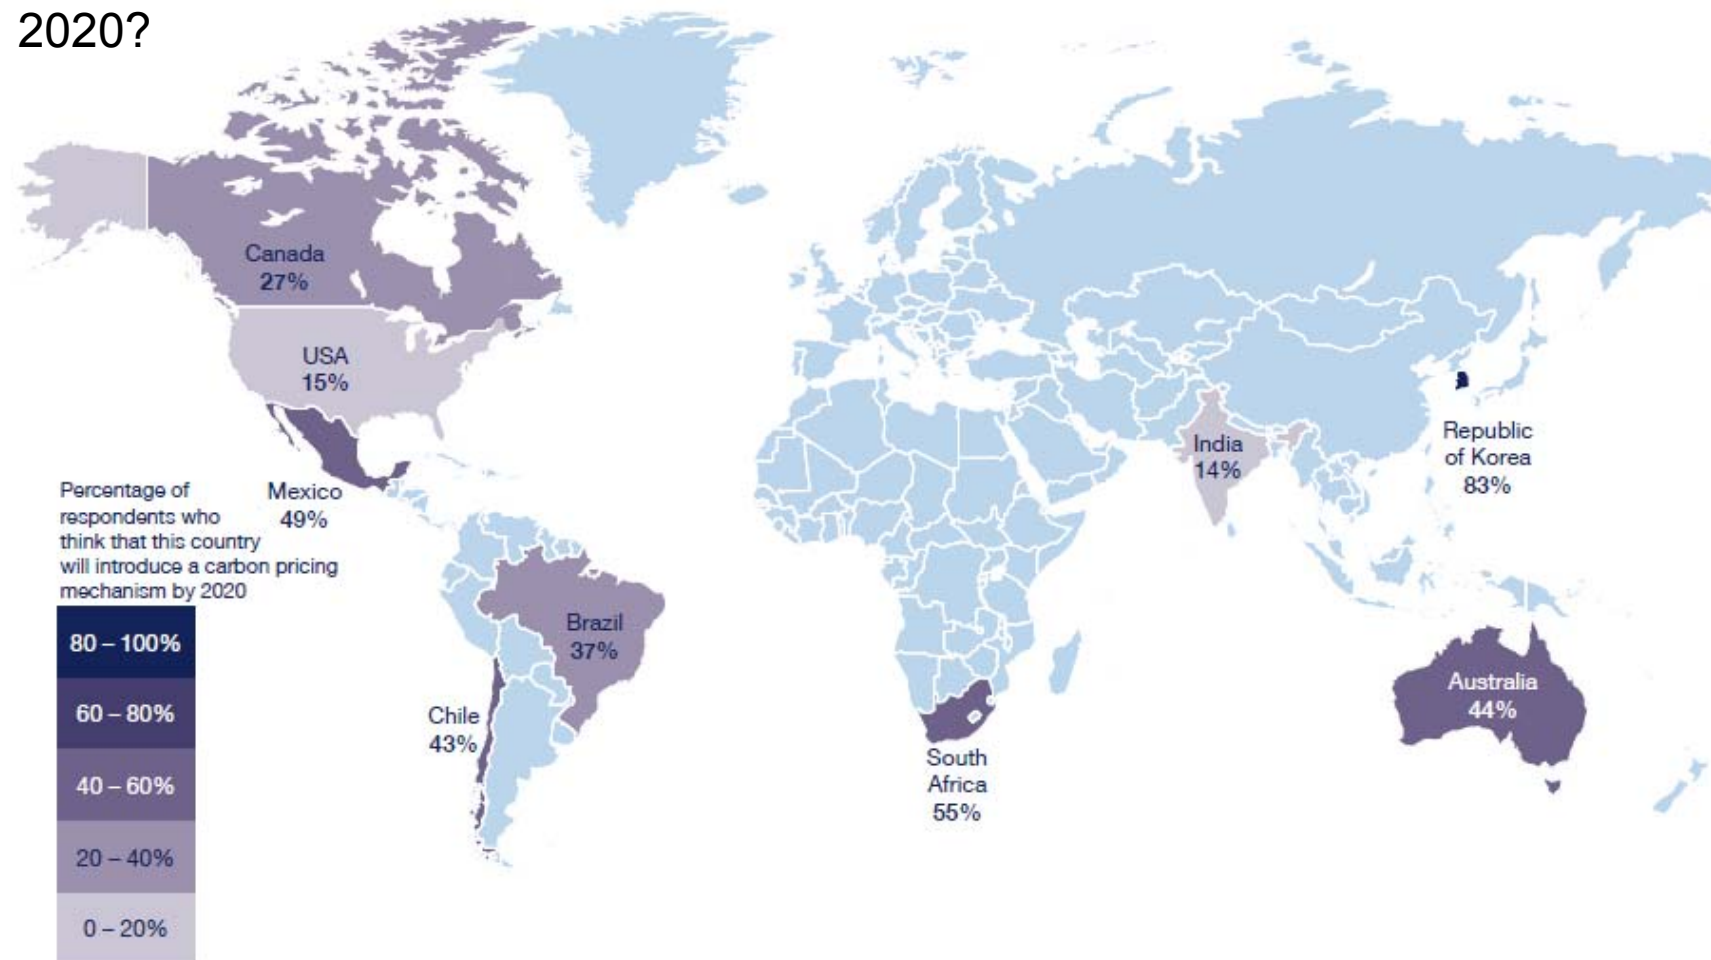 2020?
Canada
27%
USA
15%
Mexico
49%
Percentage of
respondents who
think that this country
will introduce a carbon pricing
mechanism by 2020
80 – 100%
60 – 80%
40 – 60%
20 – 40%
0 – 20%
Brazil
37%
Chile
43%
South
Africa
55%
India
14%
Republic
of Korea
83%
Australia
44%